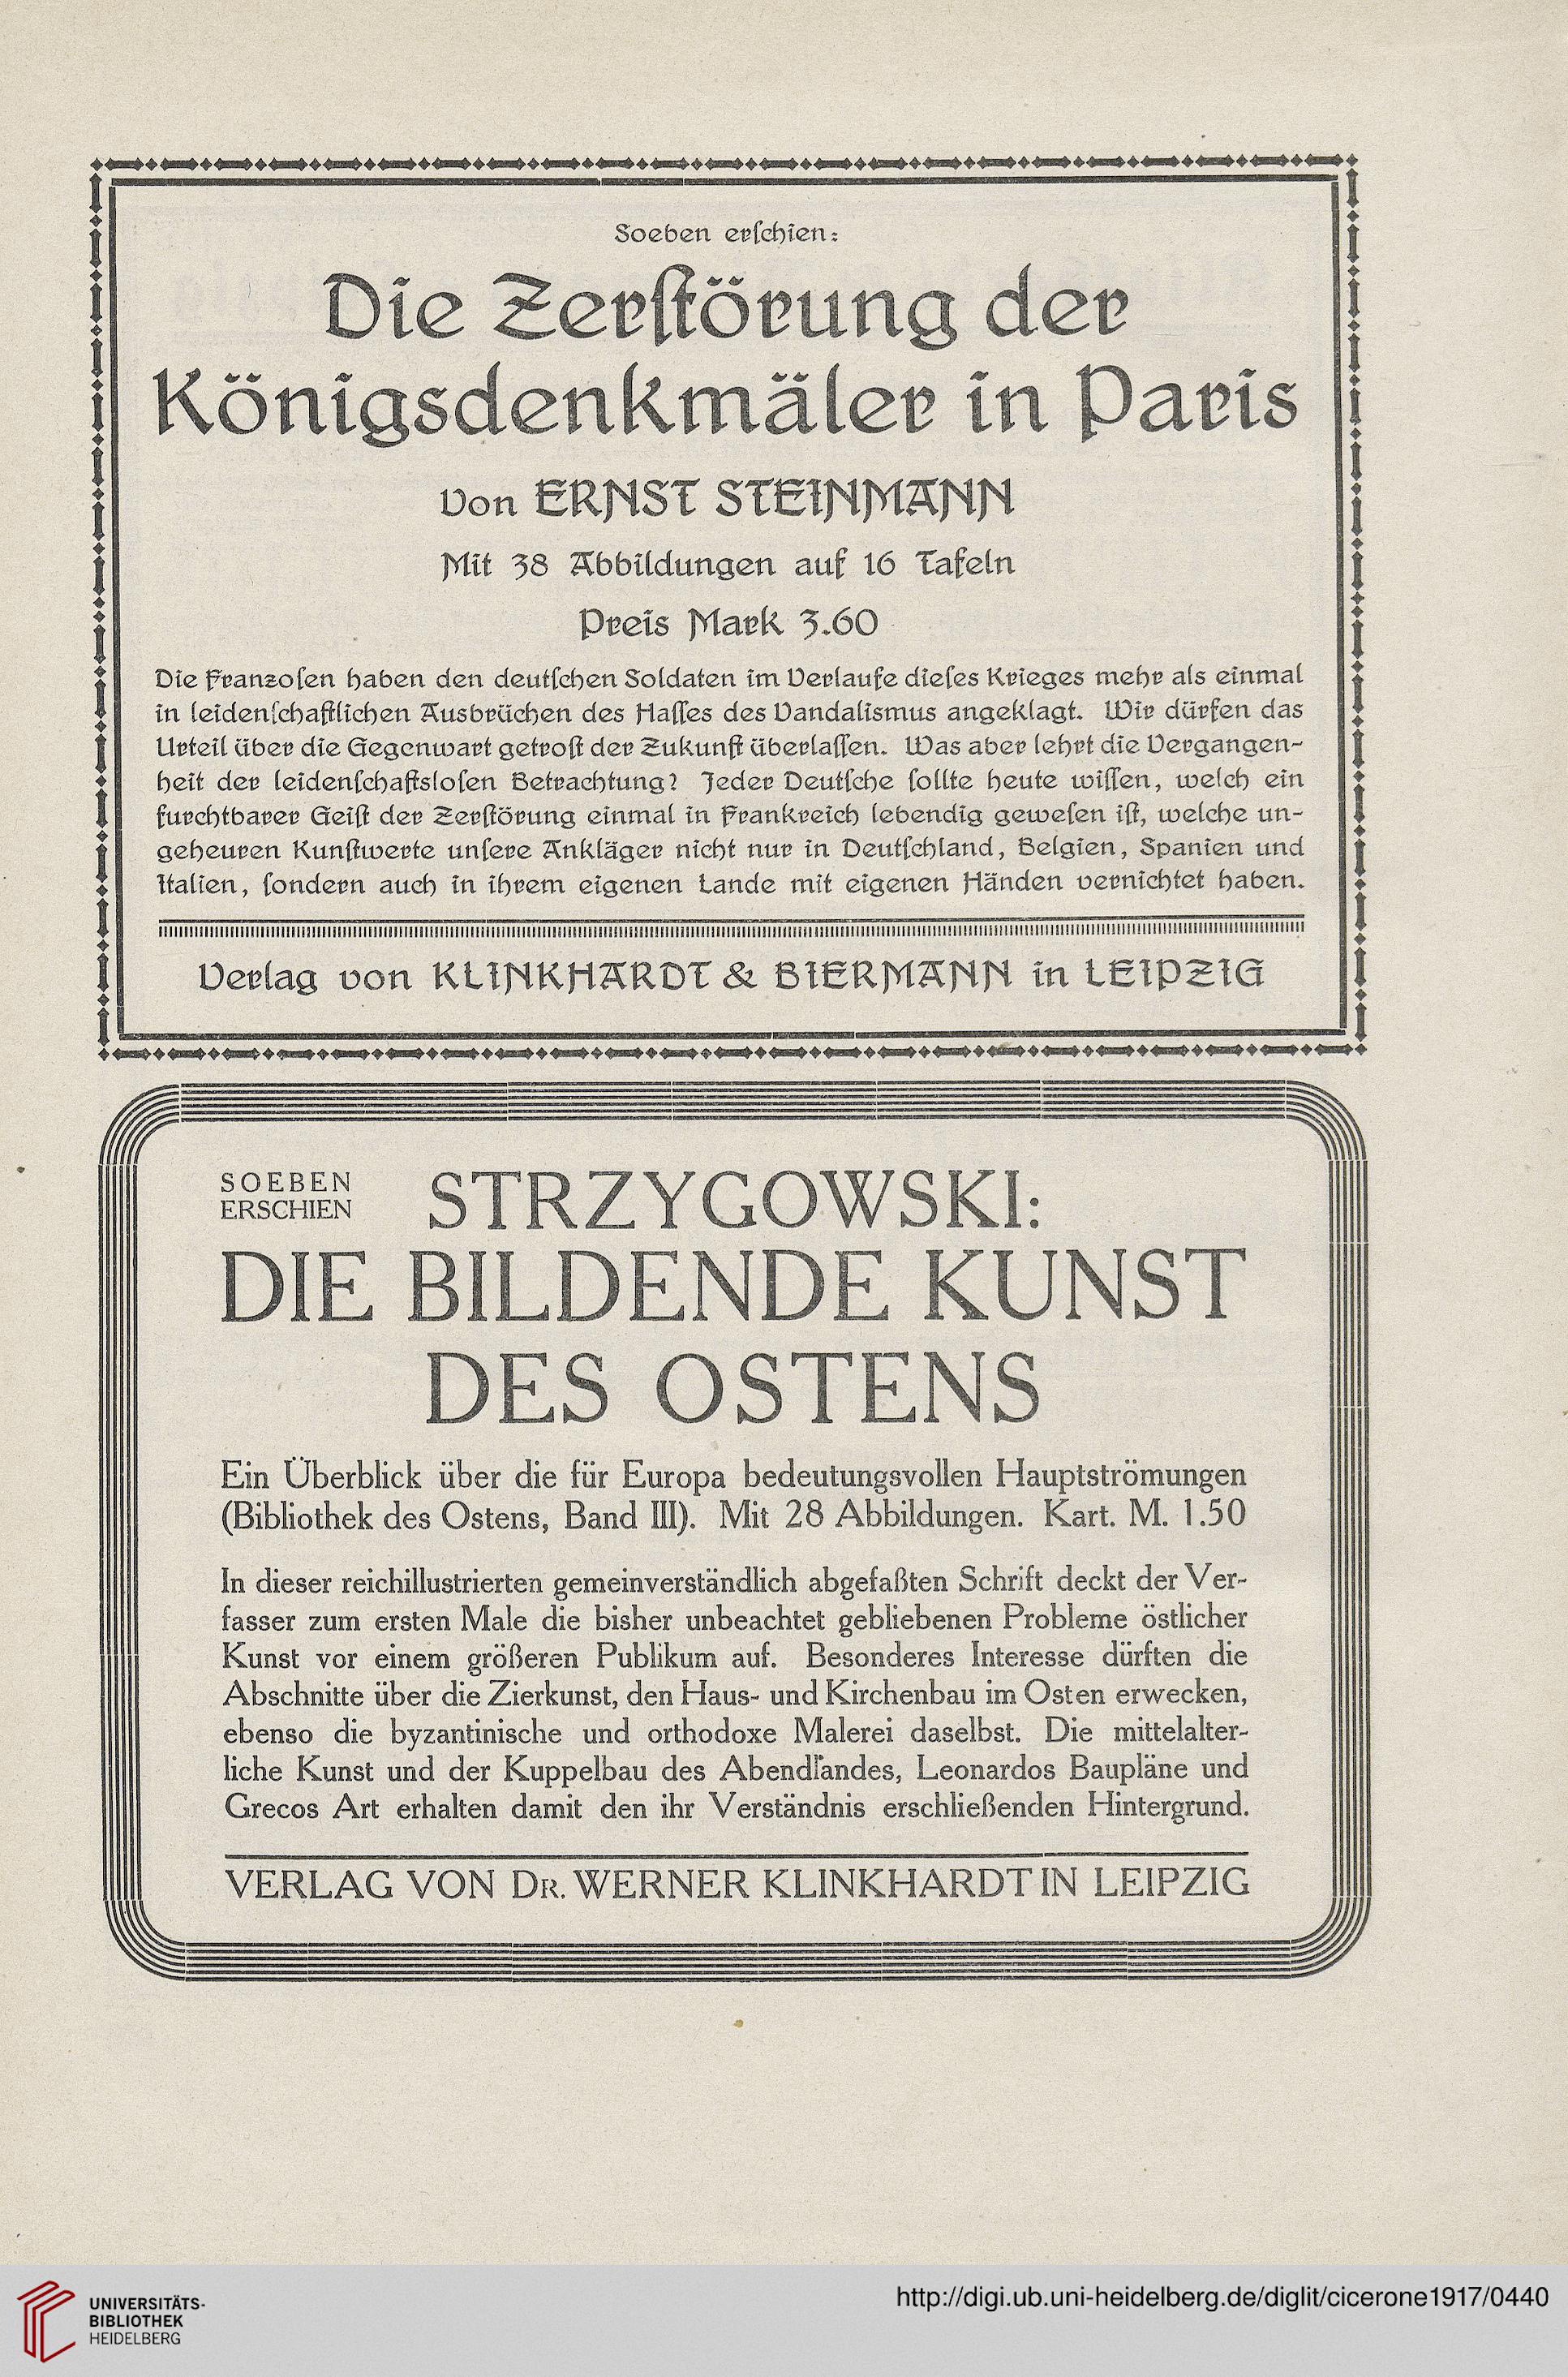 Soeben erſchien:
Die Zerſtörung der
Königsdenkmäler in Paris
Von ERNST STEINMANN
Mit 38 Abbildungen auf 16 Tafeln
Preis Mark 3.60
Die Franzoſen haben den deutſchen Soldaten im Verlaufe dieſes Krieges mehr als einmal
in leidenſchaftlichen Ausbrüchen des Haſſes des Vandalismus angeklagt. Wir dürfen das
Urteil über die Gegenwart getroſt der Zukunft überlaſſen. Was aber lehrt die Vergangen-
heit der leidenſchaftsloſen Betrachtung? Jeder Deutſche ſollte heute wiſſen, welch ein
furchtbarer Geiſt der Zerſtörung einmal in Frankreich lebendig geweſen iſt, welche un-
geheuren Kunſtwerte unſere Ankläger nicht nur in Deutſchland, Belgien, Spanien und
Italien, ſondern auch in ihrem eigenen Lande mit eigenen Händen vernichtet haben.
Verlag von KLINKHARDT & BIERMANN in LEIPZIG
SOEBEN
ERSCHIEN
STRZYGOWSKI:
DIE BILDENDE KUNST
DES OSTENS
Ein Überblick über die für Europa bedeutungsvollen Hauptströmungen
(Bibliothek des Ostens, Band III). Mit 28 Abbildungen. Kart. M. 1.50
In dieser reichillustrierten gemeinverständlich abgefaßten Schrift deckt der Ver-
fasser zum ersten Male die bisher unbeachtet gebliebenen Probleme östlicher
Kunst vor einem größeren Publikum auf. Besonderes Interesse dürften die
Abschnitte über die Zierkunst, den Haus- und Kirchenbau im Osten erwecken,
ebenso die byzantinische und orthodoxe Malerei daselbst. Die mittelalter-
liche Kunst und der Kuppelbau des Abendlandes, Leonardos Baupläne und
Grecos Art erhalten damit den ihr Verständnis erschließenden Hintergrund.
VERLAG VON DR. WERNER KLINKHARDT IN LEIPZIG
UNIVERSITÄTS-
BIBLIOTHEK
HEIDELBERG
http://digi.ub.uni-heidelberg.de/diglit/cicerone1917/0440